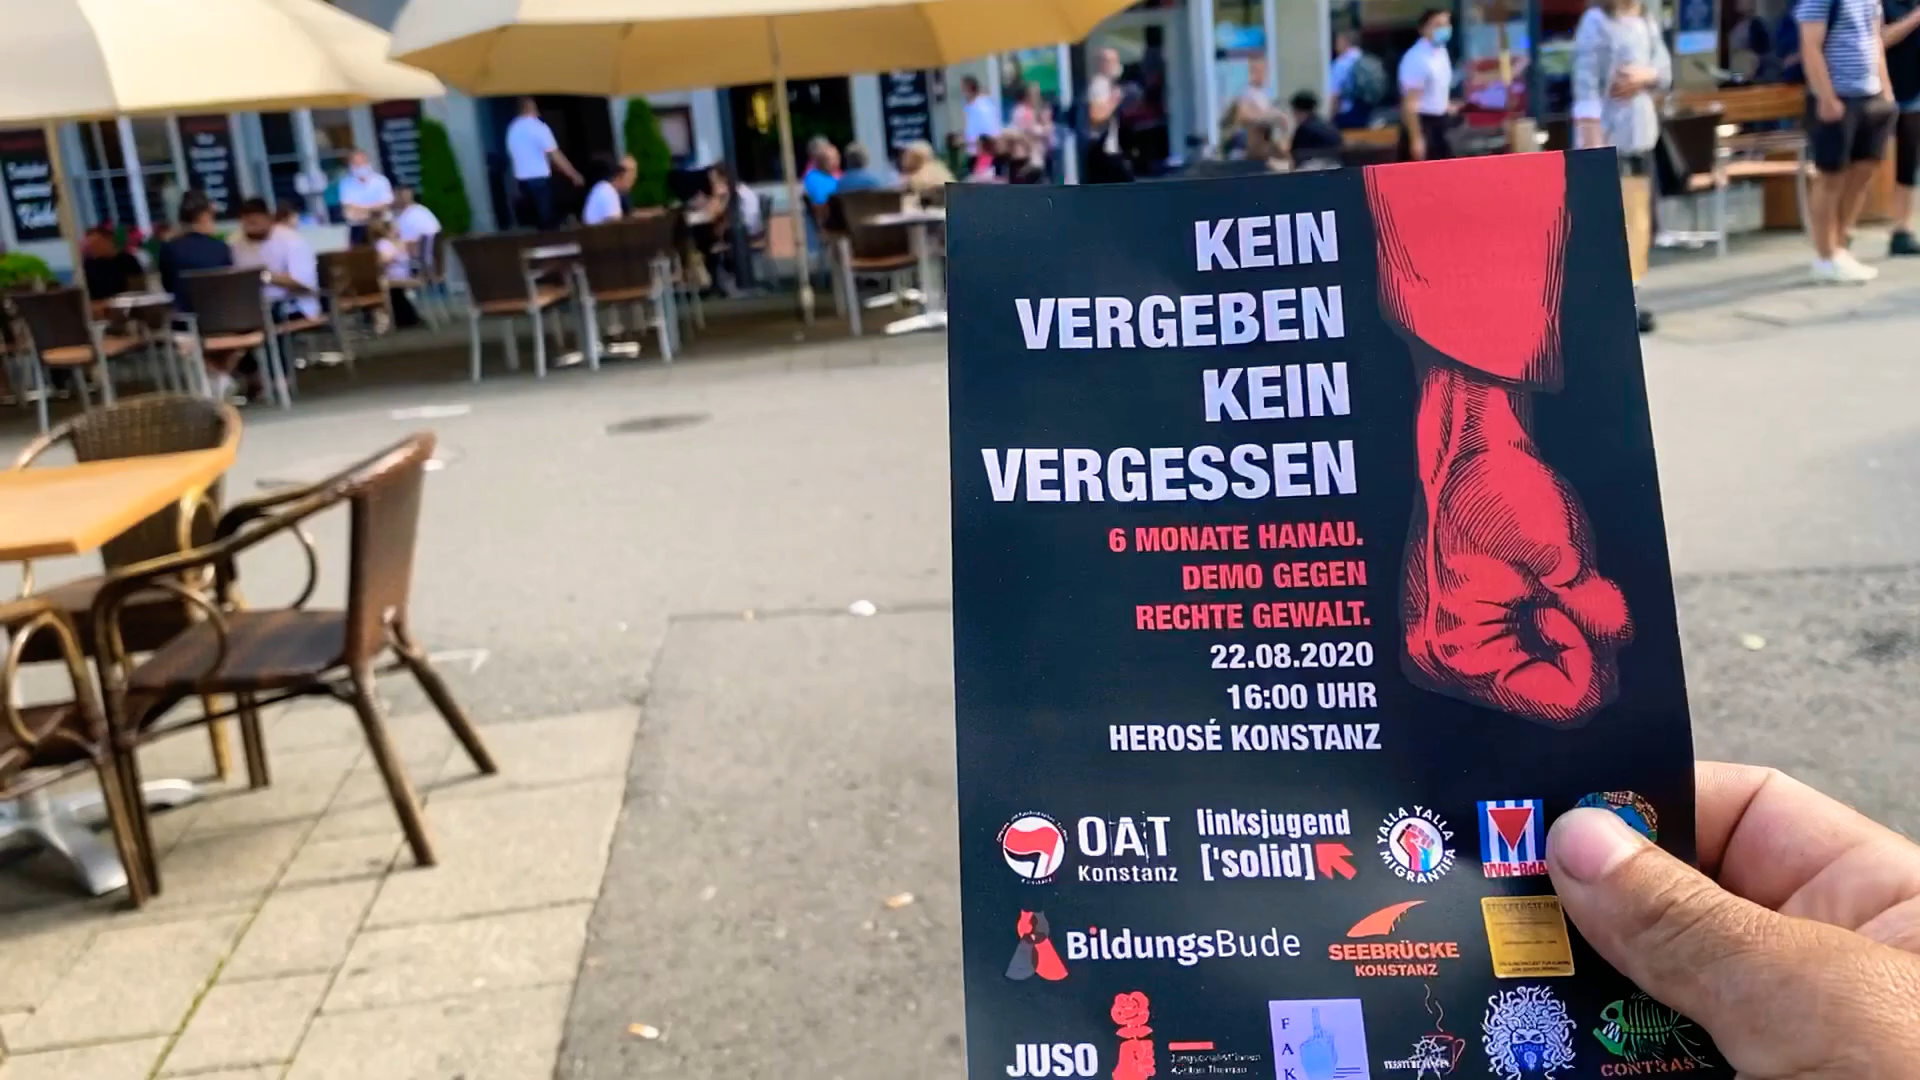 KEIN
VERGEBEN
KEIN
VERGESSEN
6 MONATE HANAU.
DEMO GEGEN
RECHTE GEWALT.
22.08.2020
16:00 UHR
HEROSÉ KONSTANZ
OAT
Konstanz
linksjugend
['solid]
YALLA YALLA
MIGRANTIFA
VVN-BdA
BildungsBude
SEEBRÜCKE
KONSTANZ
JUSO
FAK
CONTRAST